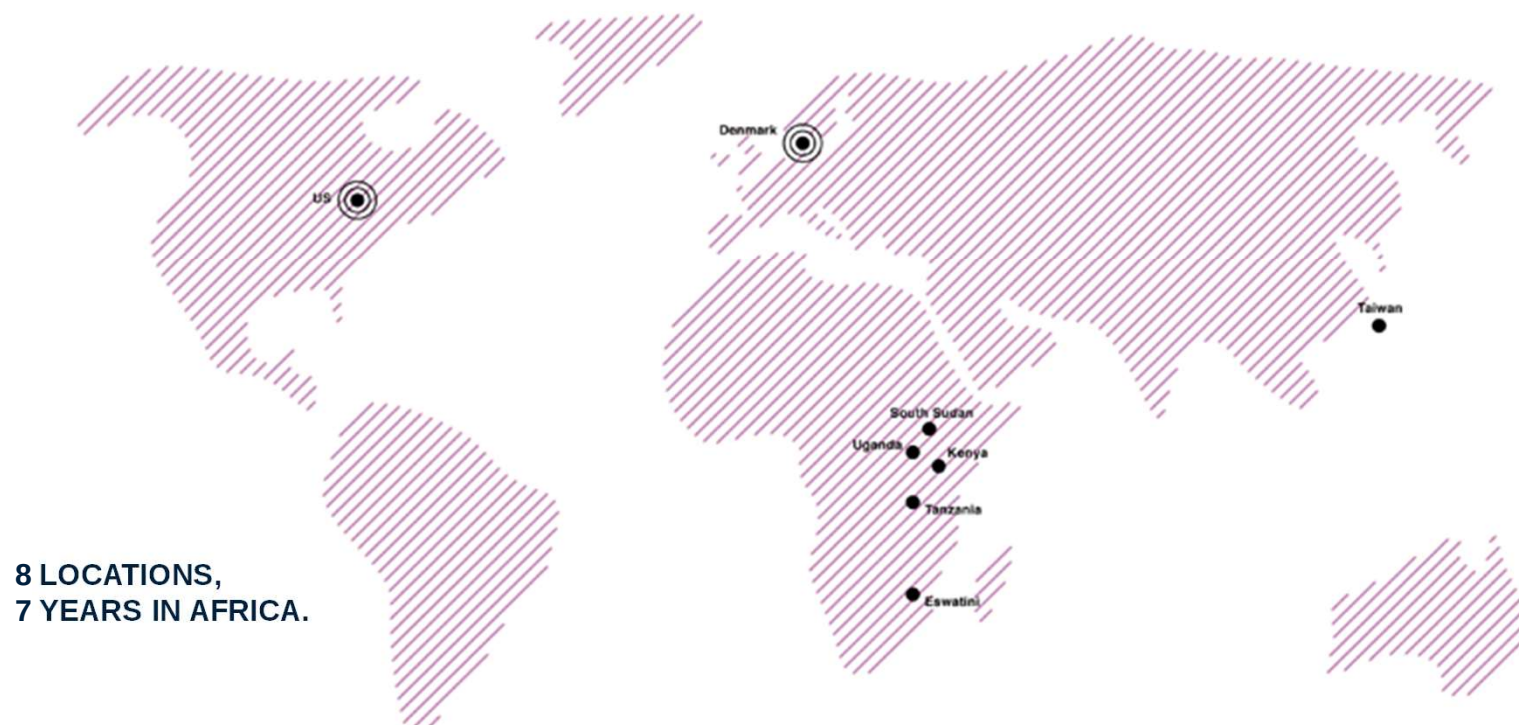 Denmark
US
Taiwan
South Sudan
Uganda
Kenya
Tanzania
Eswatini
8 LOCATIONS,
7 YEARS IN AFRICA.